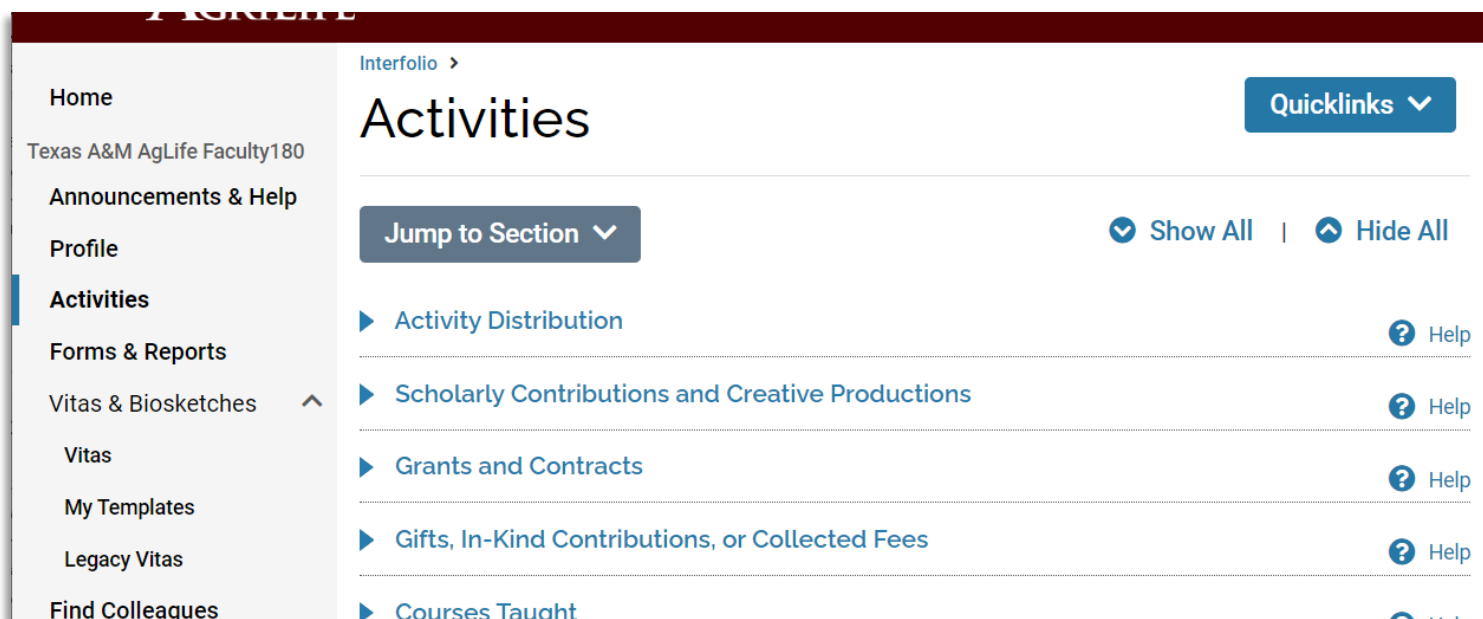 AGRILIFE
Interfolio >
Home
Activities
Quicklinks
Texas A&M AgLife Faculty180
Announcements & Help
Jump to Section
Show All | Hide All
Profile
Activities
Forms & Reports
Vitas & Biosketches
Vitas
My Templates
Legacy Vitas
Find Colleagues
Activity Distribution
Help
Scholarly Contributions and Creative Productions
Help
Grants and Contracts
Help
Gifts, In-Kind Contributions, or Collected Fees
Help
Courses Taught
Help